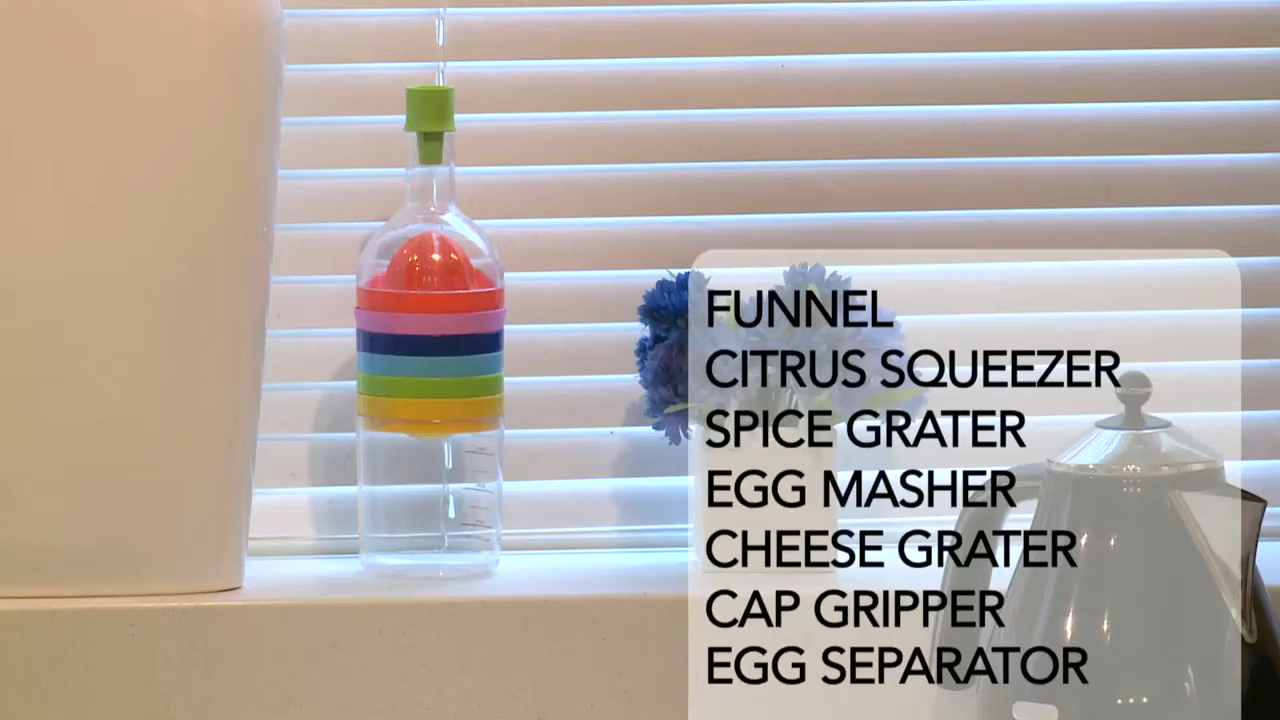 FUNNEL
CITRUS SQUEEZER
SPICE GRATER
EGG MASHER
CHEESE GRATER
CAP GRIPPER
EGG SEPARATOR